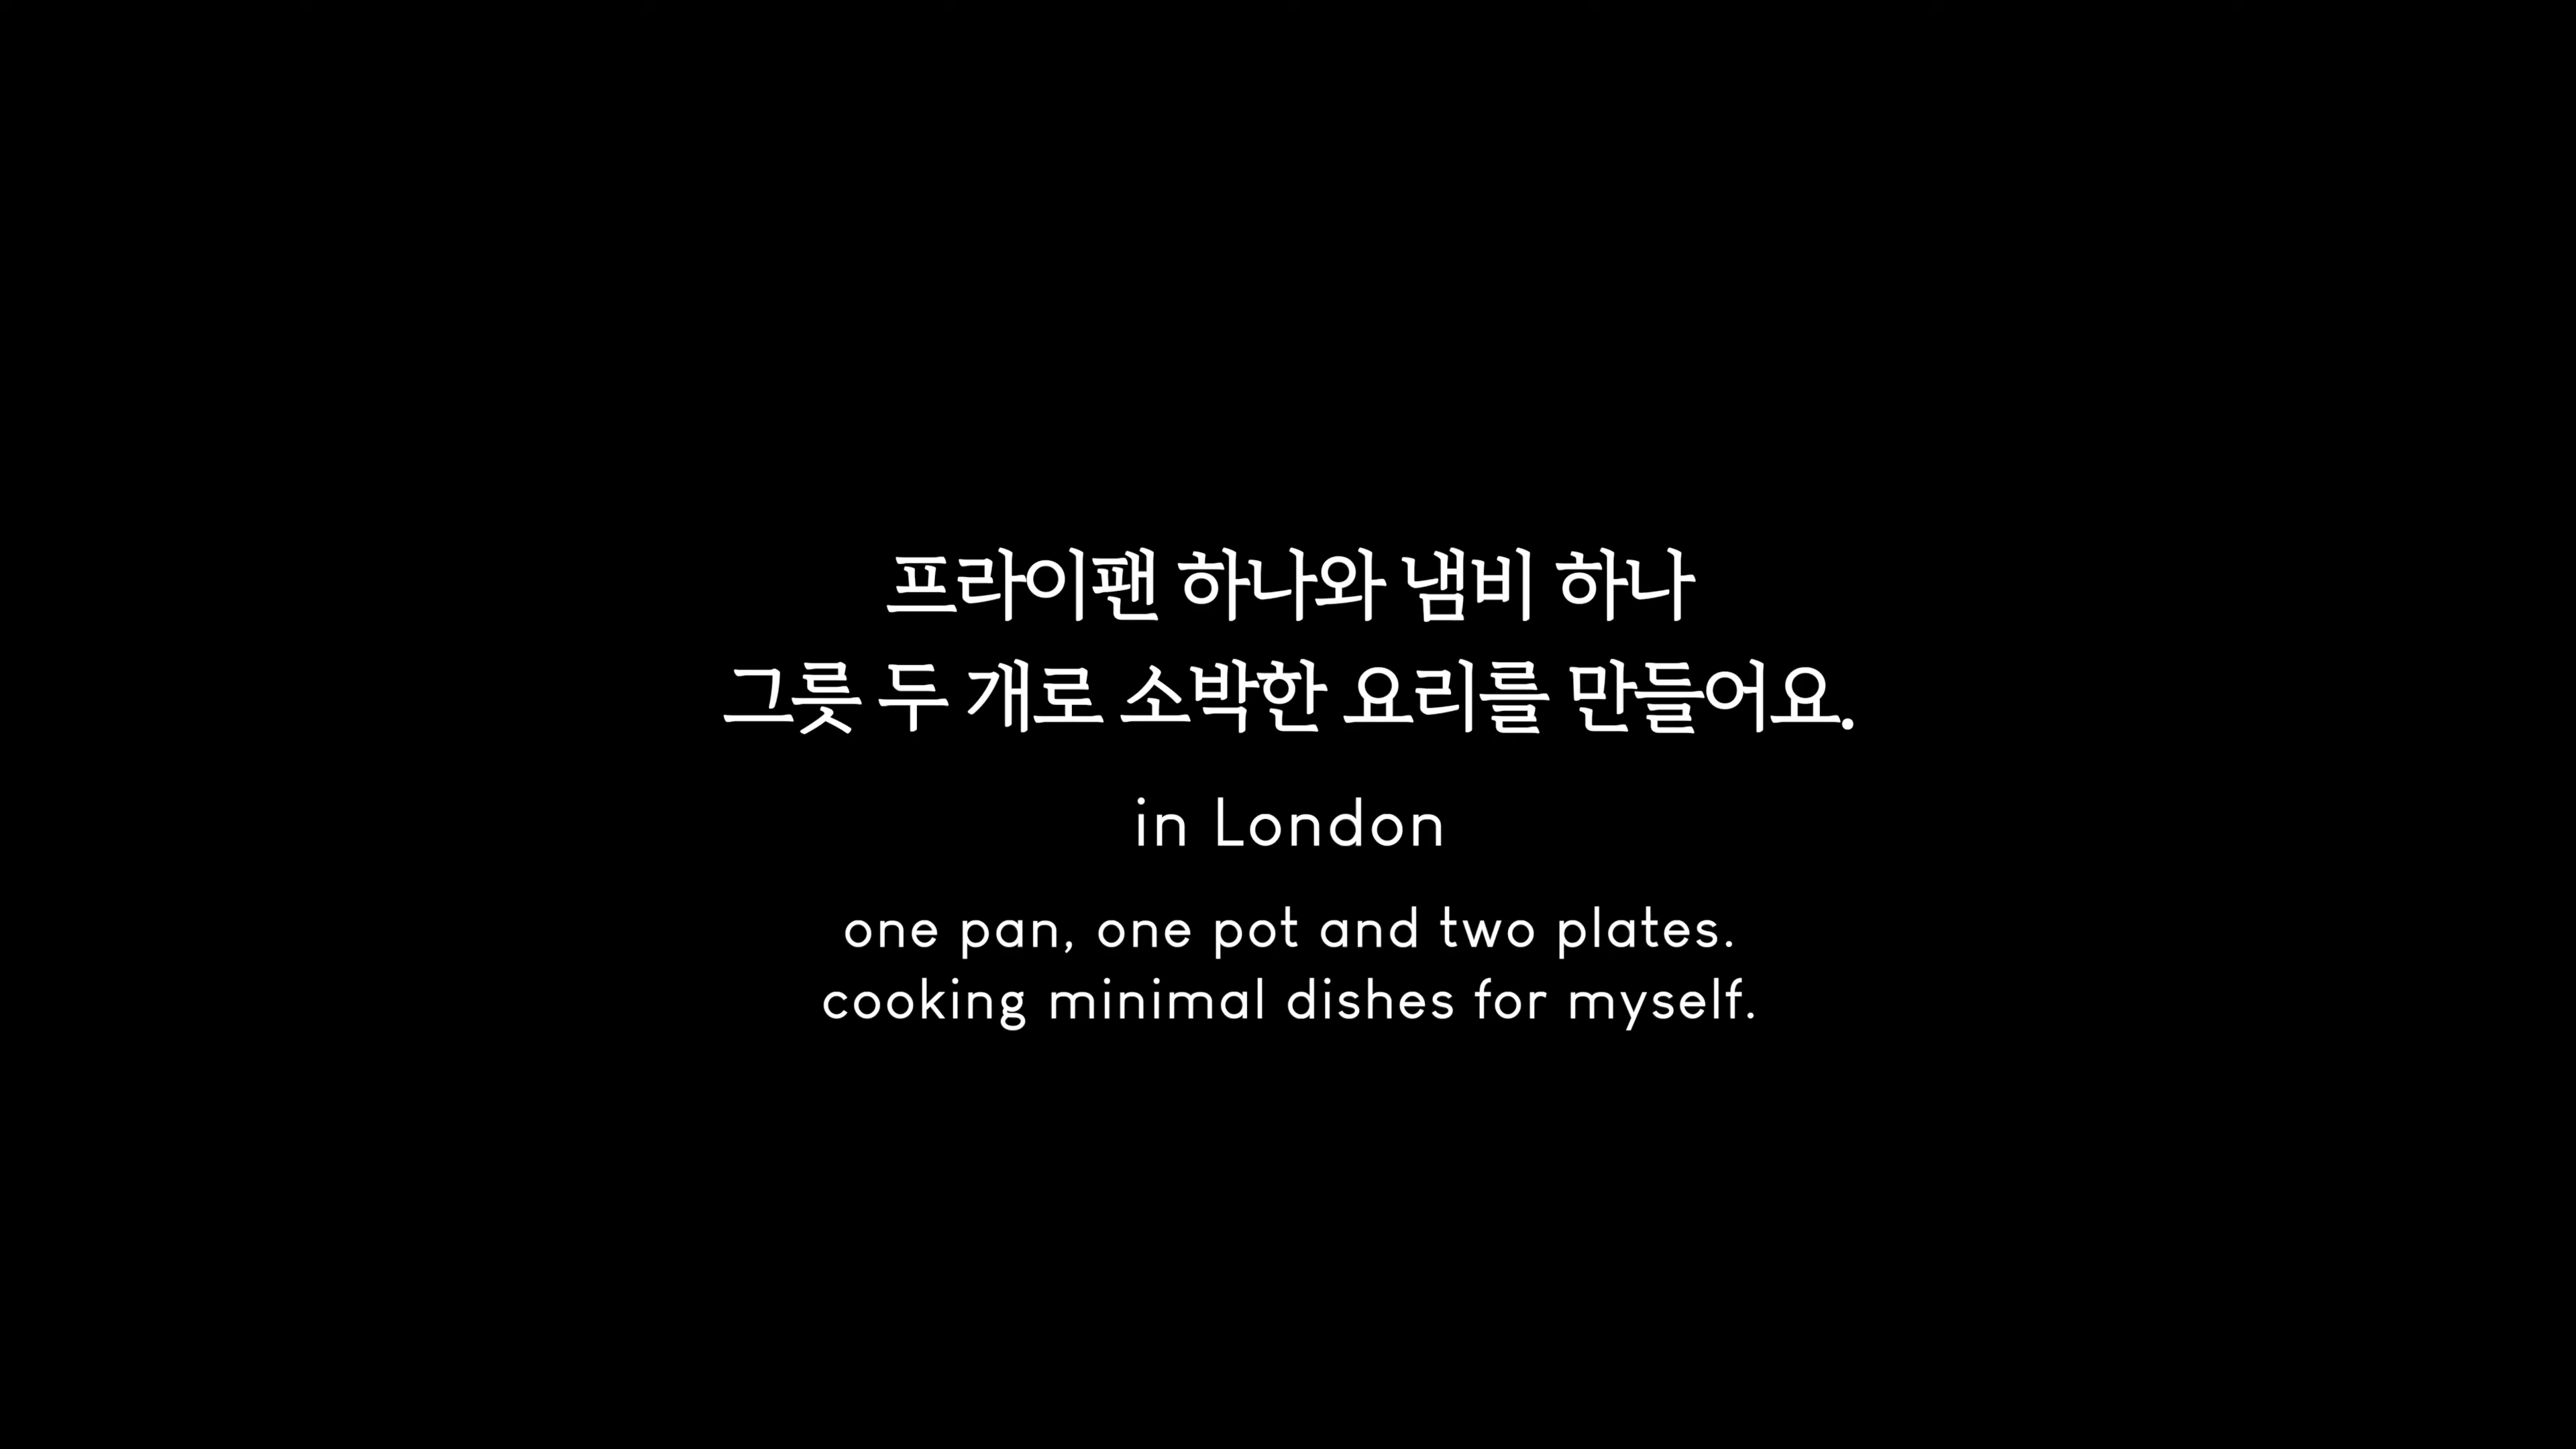 프라이팬 하나와 냄비 하나
그릇 두 개로 소박한 요리를 만들어요.
in London
one pan, one pot and two plates.
cooking minimal dishes for myself.